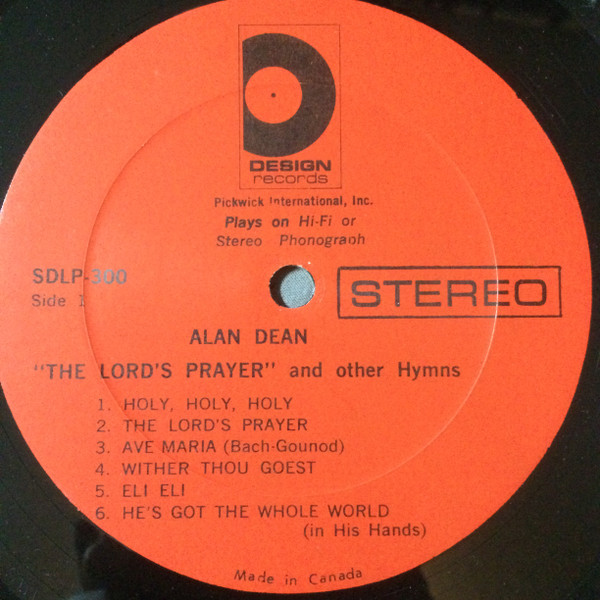 DESIGN
records
Pickwick International, Inc.
Plays on Hi-Fi or
Stereo Phonograph
SDLP-300
Side 1
STEREO
ALAN DEAN
"THE LORD'S PRAYER" and other Hymns
1. HOLY, HOLY, HOLY
2. THE LORD'S PRAYER
3. AVE MARIA (Bach-Gounod)
4. WITHER THOU GOEST
5. ELI ELI
6. HE'S GOT THE WHOLE WORLD
(in His Hands)
Made in Canada